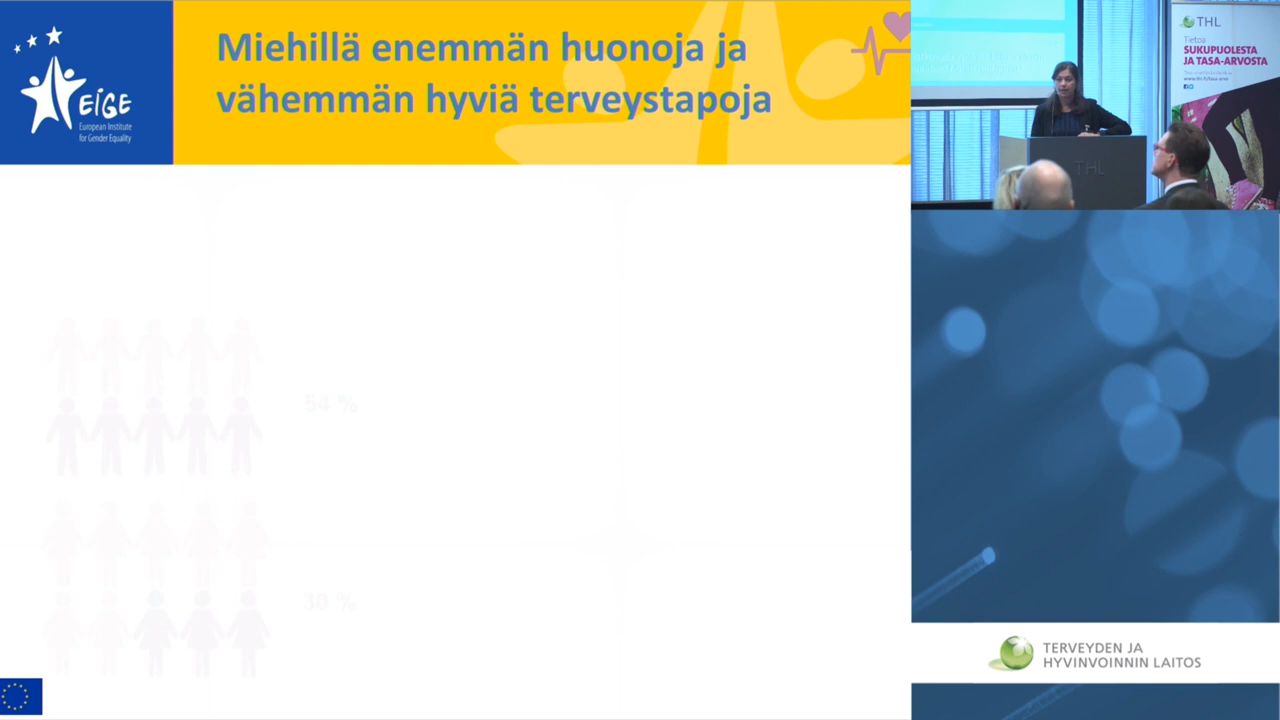 EiGE
European Institute
for Gender Equality
Miehillä enemmän huonoja ja
vähemmän hyviä terveystapoja
54 %
30 %
THL
Tietoa
SUKUPUOLESTA
JA TASA-ARVOSTA
THL
TERVEYDEN JA
HYVINVOINNIN LAITOS